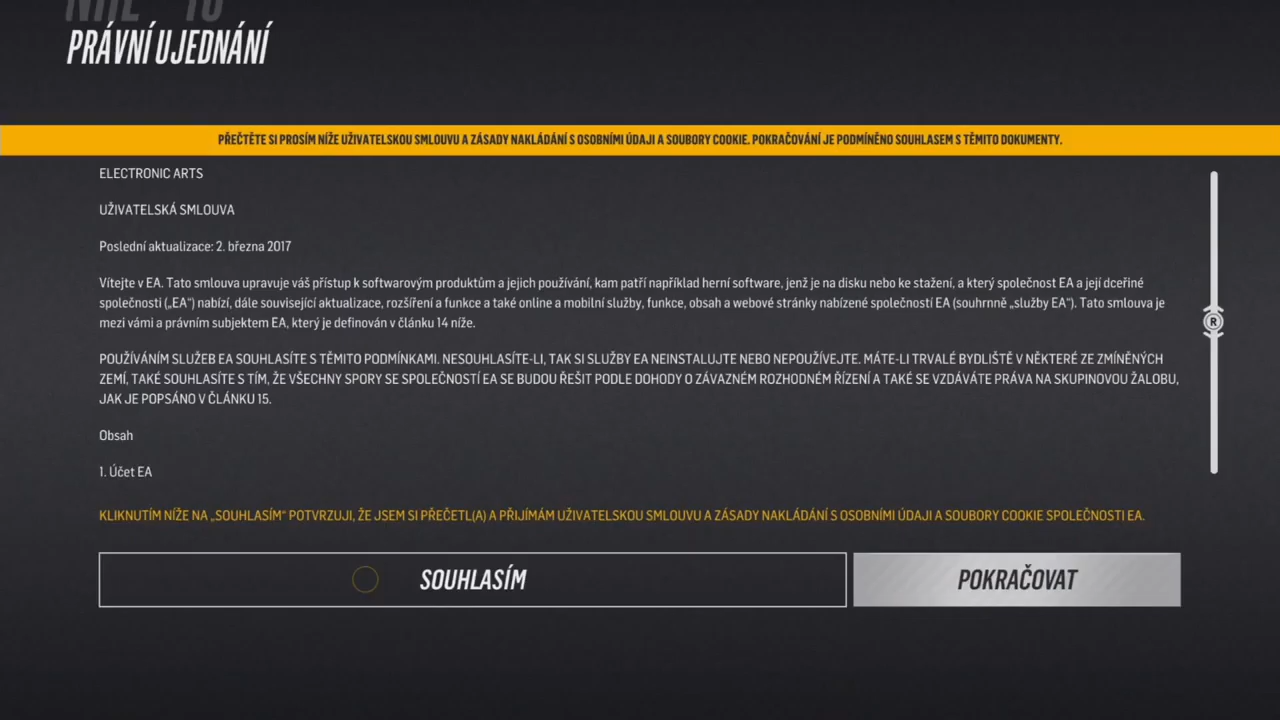 PRÁVNÍ UJEDNÁNÍ
PŘEČTĚTE SI PROSÍM NÍŽE UŽIVATELSKOU SMLOUVU A ZÁSADY NAKLÁDÁNÍ S OSOBNÍMI ÚDAJI A SOUBORY COOKIE. POKRAČOVÁNÍ JE PODMÍNĚNO SOUHLASEM S TĚMITO DOKUMENTY.
ELECTRONIC ARTS
UŽIVATELSKÁ SMLOUVA
Poslední aktualizace: 2. března 2017
Vítejte v EA. Tato smlouva upravuje váš přístup k softwarovým produktům a jejich používání, kam patří například herní software, jenž je na disku nebo ke stažení, a který společnost EA a její dceřiné
společnosti („EA“) nabízí, dále související aktualizace, rozšíření a funkce a také online a mobilní služby, funkce, obsah a webové stránky nabízené společností EA (souhrnně „služby EA“). Tato smlouva je
mezi vámi a právním subjektem EA, který je definován v článku 14 níže.
POUŽÍVÁNÍM SLUŽEB EA SOUHLASÍTE S TĚMITO PODMÍNKAMI. NESOUHLASÍTE-LI, TAK SI SLUŽBY EA NEINSTALUJTE NEBO NEPOUŽÍVEJTE. MÁTE-LI TRVALÉ BYDLIŠTĚ V NĚKTERÉ ZE ZMÍNĚNÝCH
ZEMÍ, TAKÉ SOUHLASÍTE S TÍM, ŽE VŠECHNY SPORY SE SPOLEČNOSTÍ EA SE BUDOU ŘEŠIT PODLE DOHODY O ZÁVAZNÉM ROZHODNÉM ŘÍZENÍ A TAKÉ SE VZDÁVÁTE PRÁVA NA SKUPINOVOU ŽALOBU,
JAK JE POPSÁNO V ČLÁNKU 15.
Obsah
1. Účet EA
R
KLIKNUTÍM NÍŽE NA „SOUHLASÍM“ POTVRZUJI, ŽE JSEM SI PŘEČETL(A) A PŘIJÍMÁM UŽIVATELSKOU SMLOUVU A ZÁSADY NAKLÁDÁNÍ S OSOBNÍMI ÚDAJI A SOUBORY COOKIE SPOLEČNOSTI EA.
SOUHLASÍM
POKRAČOVAT